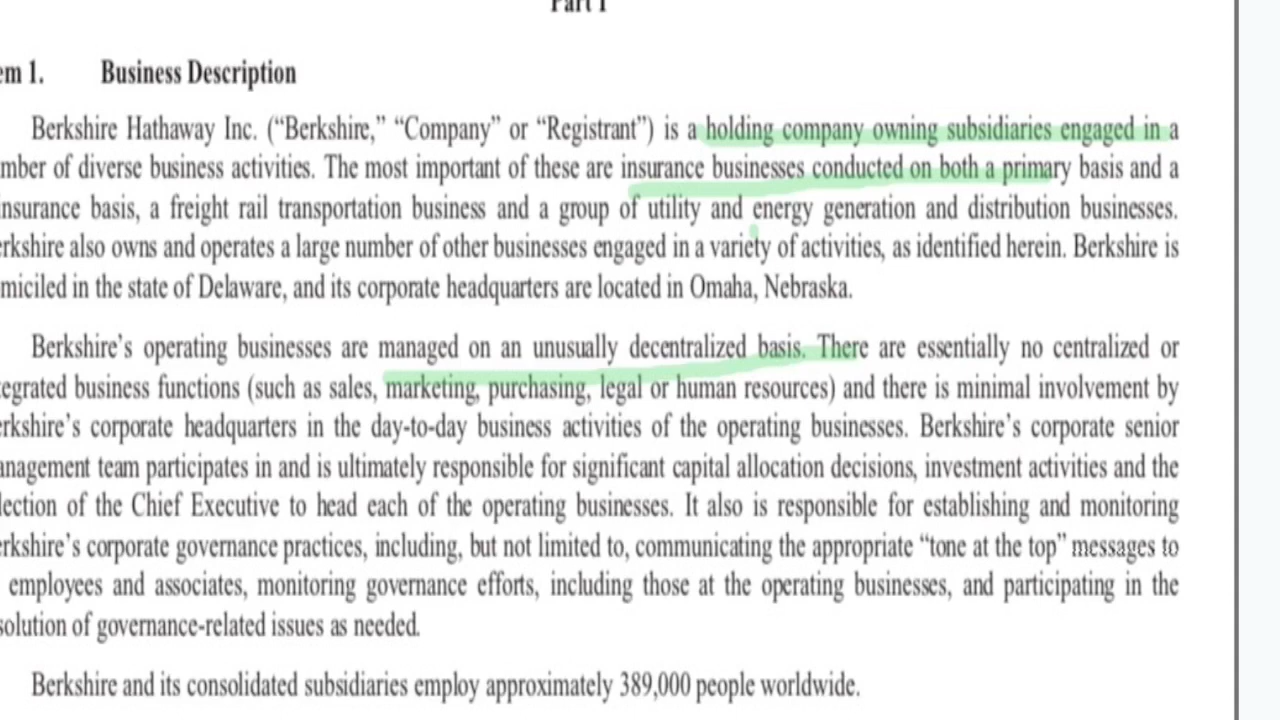 Part I
em 1. Business Description
Berkshire Hathaway Inc. (“Berkshire,” “Company” or “Registrant”) is a holding company owning subsidiaries engaged in a
mber of diverse business activities. The most important of these are insurance businesses conducted on both a primary basis and a
insurance basis, a freight rail transportation business and a group of utility and energy generation and distribution businesses.
erkshire also owns and operates a large number of other businesses engaged in a variety of activities, as identified herein. Berkshire is
miciled in the state of Delaware, and its corporate headquarters are located in Omaha, Nebraska.
Berkshire’s operating businesses are managed on an unusually decentralized basis. There are essentially no centralized or
tegrated business functions (such as sales, marketing, purchasing, legal or human resources) and there is minimal involvement by
erkshire’s corporate headquarters in the day-to-day business activities of the operating businesses. Berkshire’s corporate senior
anagement team participates in and is ultimately responsible for significant capital allocation decisions, investment activities and the
lection of the Chief Executive to head each of the operating businesses. It also is responsible for establishing and monitoring
erkshire’s corporate governance practices, including, but not limited to, communicating the appropriate “tone at the top” messages to
employees and associates, monitoring governance efforts, including those at the operating businesses, and participating in the
solution of governance-related issues as needed.
Berkshire and its consolidated subsidiaries employ approximately 389,000 people worldwide.